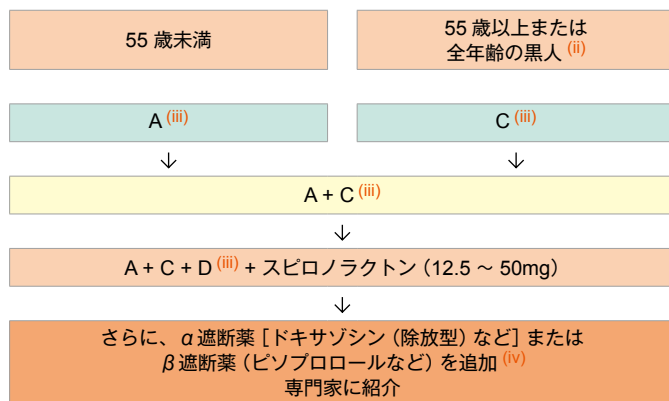 55 歳未満
55 歳以上または
全年齢の黒人 (ii)
A (iii)
C (iii)
↓ ↓
A + C (iii)
↓
A + C + D (iii) + スピロノラクトン (12.5 ~ 50mg)
↓
さらに、α遮断薬 [ドキサゾシン (除放型) など] または
β遮断薬 (ピソプロロールなど) を追加 (iv)
専門家に紹介